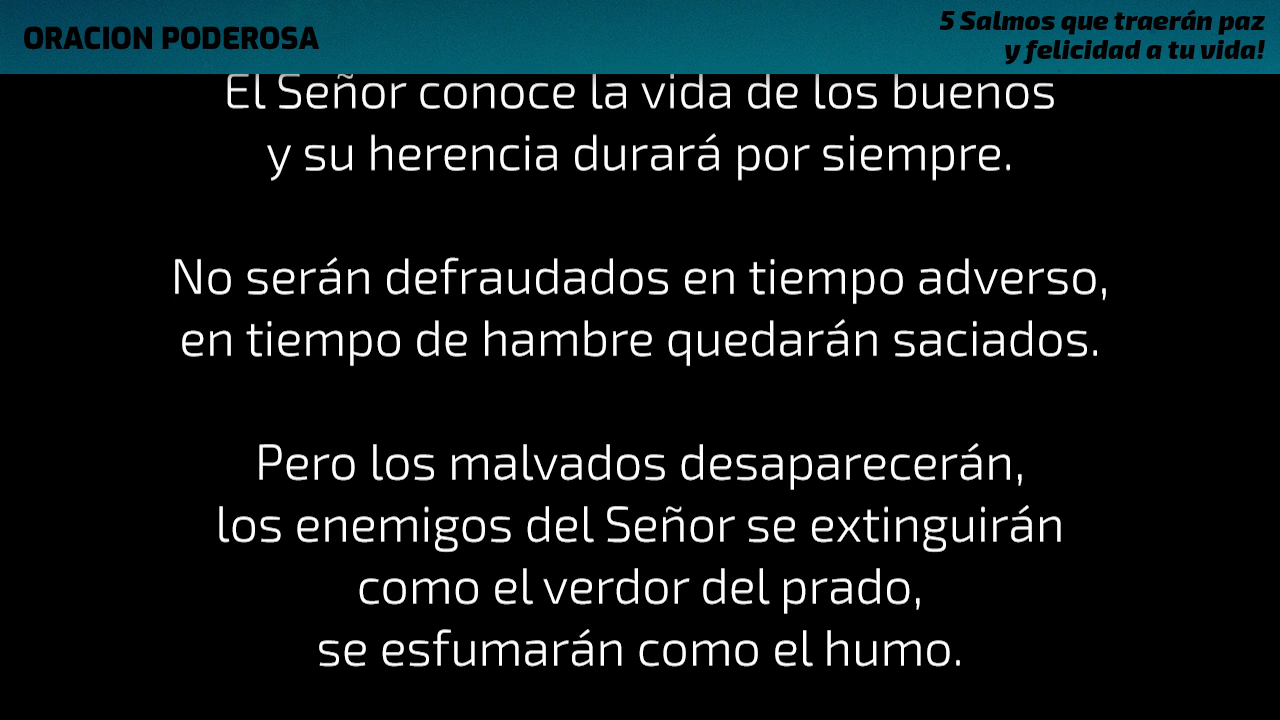 ORACION PODEROSA
5 Salmos que traerán paz
y felicidad a tu vida!
El Señor conoce la vida de los buenos
y su herencia durará por siempre.
No serán defraudados en tiempo adverso,
en tiempo de hambre quedarán saciados.
Pero los malvados desaparecerán,
los enemigos del Señor se extinguirán
como el verdor del prado,
se esfumarán como el humo.